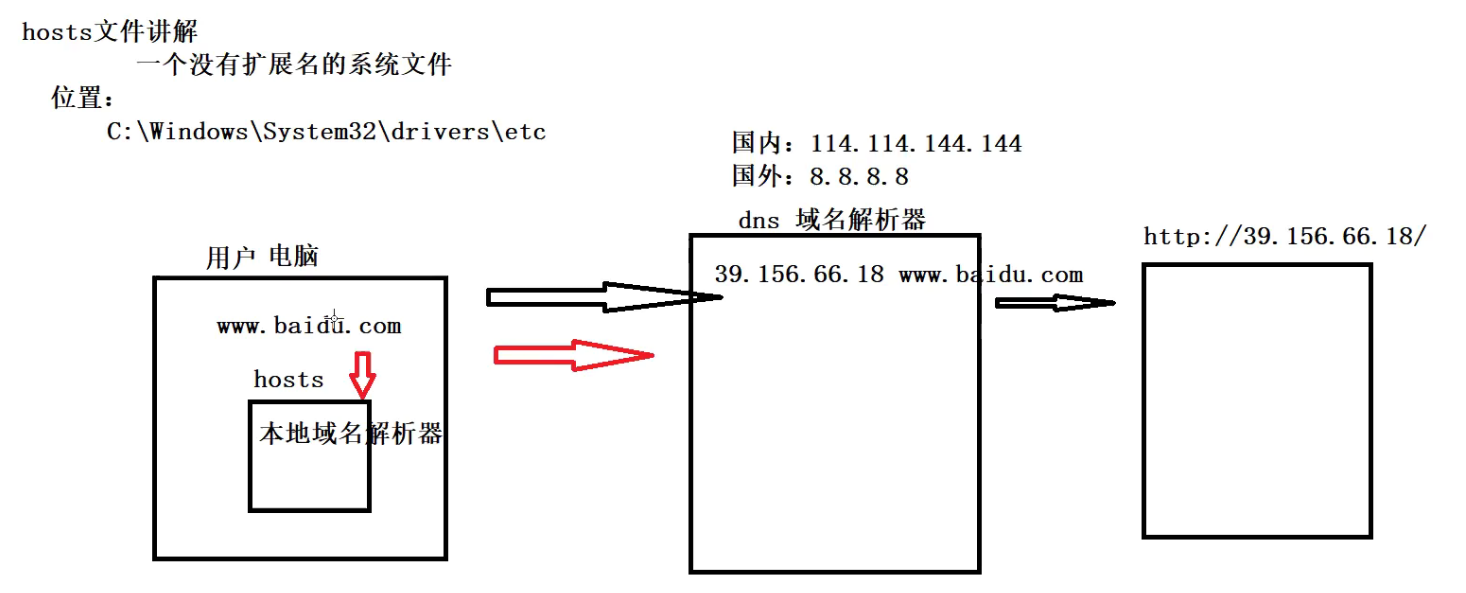 hosts文件讲解
一个没有扩展名的系统文件
位置：
C:\Windows\System32\drivers\etc
国内：114.114.144.144
国外：8.8.8.8
dns 域名解析器
http://39.156.66.18/
用户 电脑
39.156.66.18 www.baidu.com
www.baidu.com
hosts
本地域名解析器